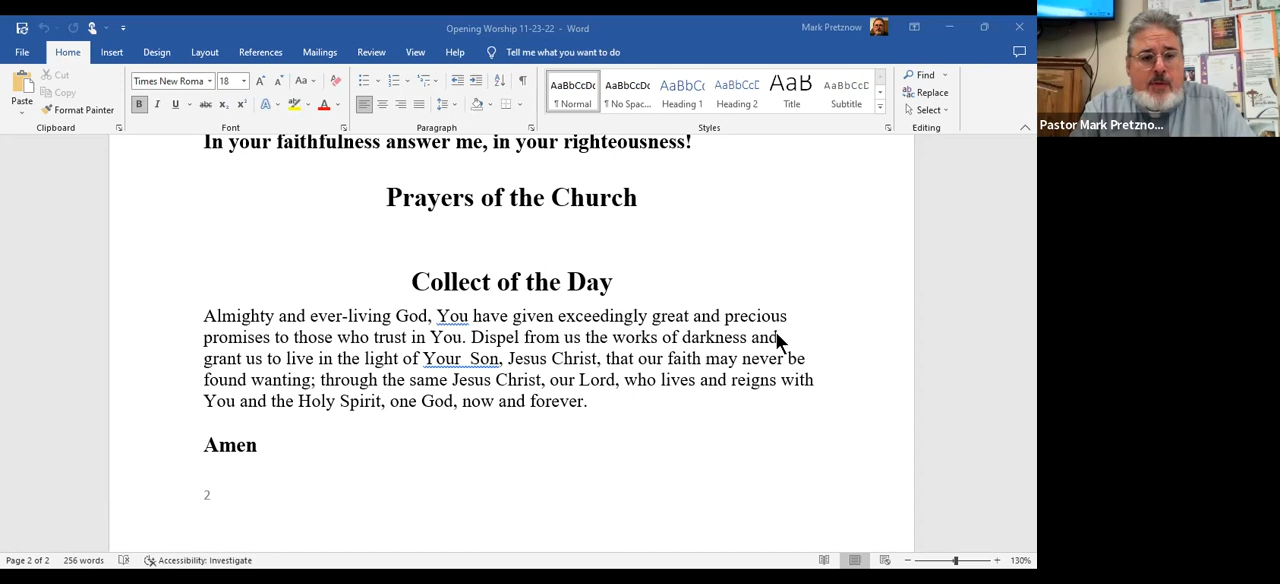 Opening Worship 11-23-22 - Word
Mark Pretznow
File Home Insert Design Layout References Mailings Review View Help Tell me what you want to do
Paste
Cut
Copy
Format Painter
Clipboard
Times New Roma 18
Font
Paragraph
AaBbCcDc AaBbCcDc AaBbCc AaBbCcC AaB AaBbCcD
¶ Normal ¶ No Spac... Heading 1 Heading 2 Title Subtitle
Styles
Find
Replace
Select
Editing
Pastor Mark Pretzno...
In your faithfulness answer me, in your righteousness!
Prayers of the Church
Collect of the Day
Almighty and ever-living God, You have given exceedingly great and precious
promises to those who trust in You. Dispel from us the works of darkness and
grant us to live in the light of Your  Son, Jesus Christ, that our faith may never be
found wanting; through the same Jesus Christ, our Lord, who lives and reigns with
You and the Holy Spirit, one God, now and forever.
Amen
2
Page 2 of 2 256 words Accessibility: Investigate 130%